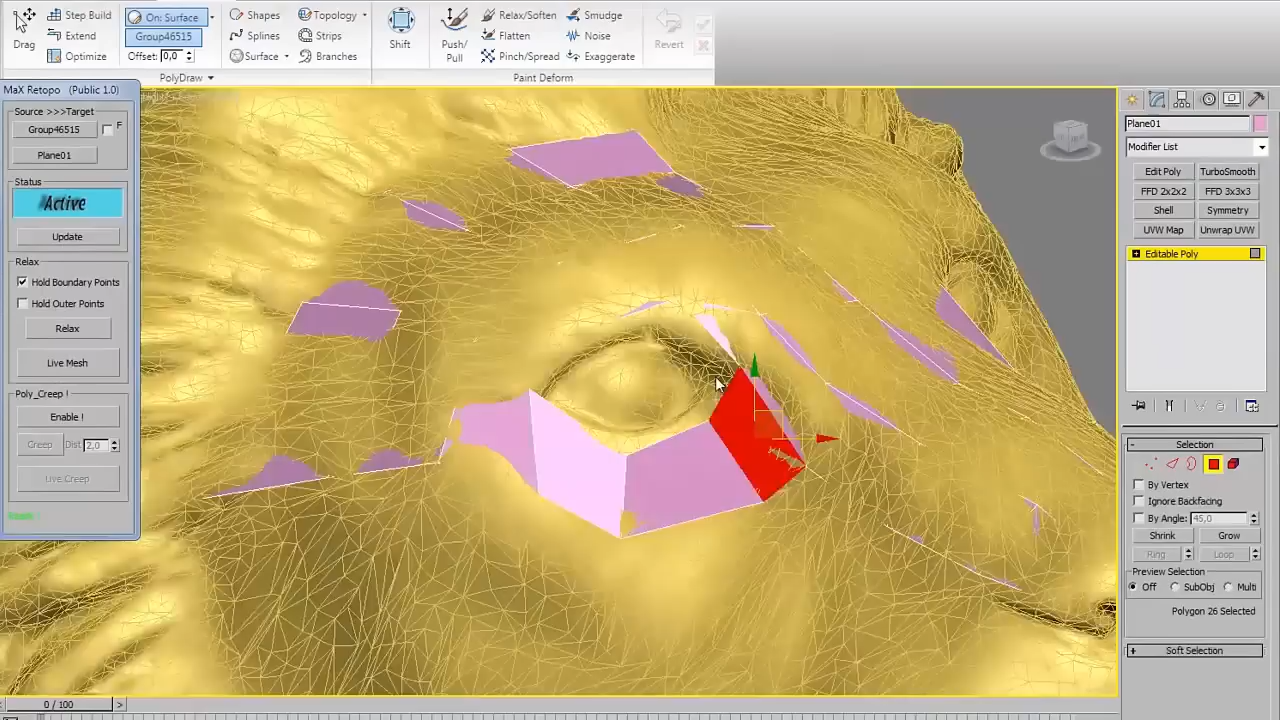 Drag
Step Build
Extend
Optimize
On: Surface
Group46515
Offset: 0,0
Shapes
Splines
Surface
Topology
Strips
Branches
PolyDraw
Shift
Push/
Pull
Relax/Soften
Flatten
Pinch/Spread
Smudge
Noise
Exaggerate
Revert
Paint Deform
MaX Retopo (Public 1.0)
Source >>>Target
Group46515
F
Plane01
Status
Active
Update
Relax
Hold Boundary Points
Hold Outer Points
Relax
Live Mesh
Poly_Creep !
Enable !
Creep
Dist 2,0
Live Creep
0 / 100
Plane01
Modifier List
Edit Poly
TurboSmooth
FFD 2x2x2
FFD 3x3x3
Shell
Symmetry
UVW Map
Unwrap UVW
Editable Poly
Selection
By Vertex
Ignore Backfacing
By Angle: 45,0
Shrink
Grow
Ring
Loop
Preview Selection
Off
SubObj
Multi
Polygon 26 Selected
Soft Selection